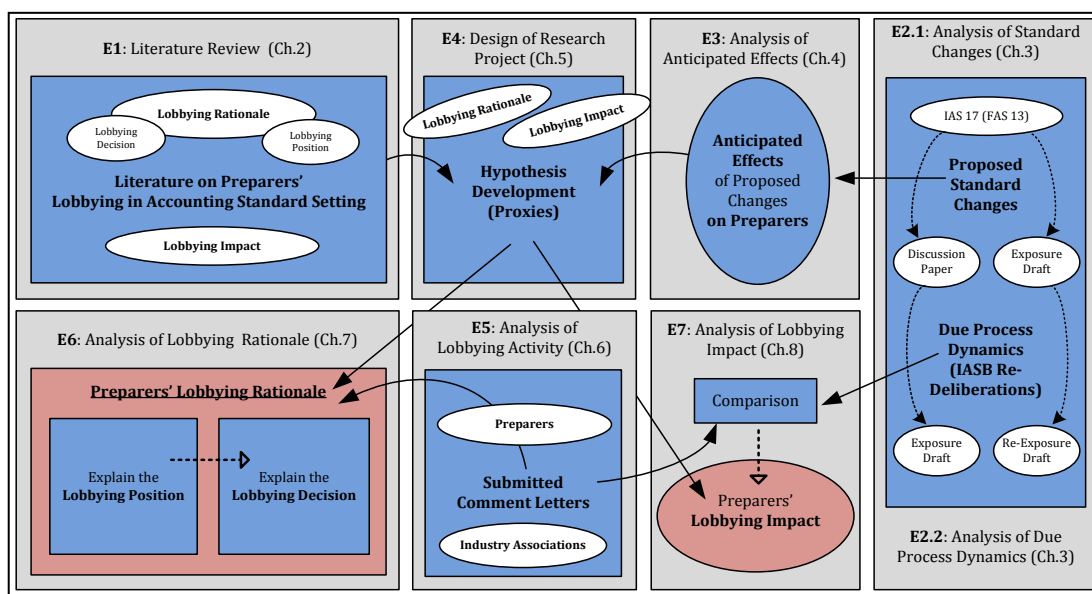 E1: Literature Review (Ch.2)
Lobbying Rationale
Lobbying
Decision
Lobbying
Position
Literature on Preparers'
Lobbying in Accounting Standard Setting
Lobbying Impact
E4: Design of Research
Project (Ch.5)
Lobbying Rationale
Lobbying Impact
Hypothesis
Development
(Proxies)
E3: Analysis of
Anticipated Effects (Ch.4)
Anticipated
Effects
of Proposed
Changes
on Preparers
E2.1: Analysis of Standard
Changes (Ch.3)
IAS 17 (FAS 13)
Proposed
Standard
Changes
Discussion
Paper
Exposure
Draft
Due Process
Dynamics
(IASB Re-
Deliberations)
Exposure
Draft
Re-Exposure
Draft
E2.2: Analysis of Due
Process Dynamics (Ch.3)
E6: Analysis of Lobbying Rationale (Ch.7)
Preparers' Lobbying Rationale
Explain the
Lobbying Position
Explain the
Lobbying Decision
E5: Analysis of
Lobbying Activity (Ch.6)
Preparers
Submitted
Comment Letters
Industry Associations
E7: Analysis of Lobbying
Impact (Ch.8)
Comparison
Preparers'
Lobbying Impact